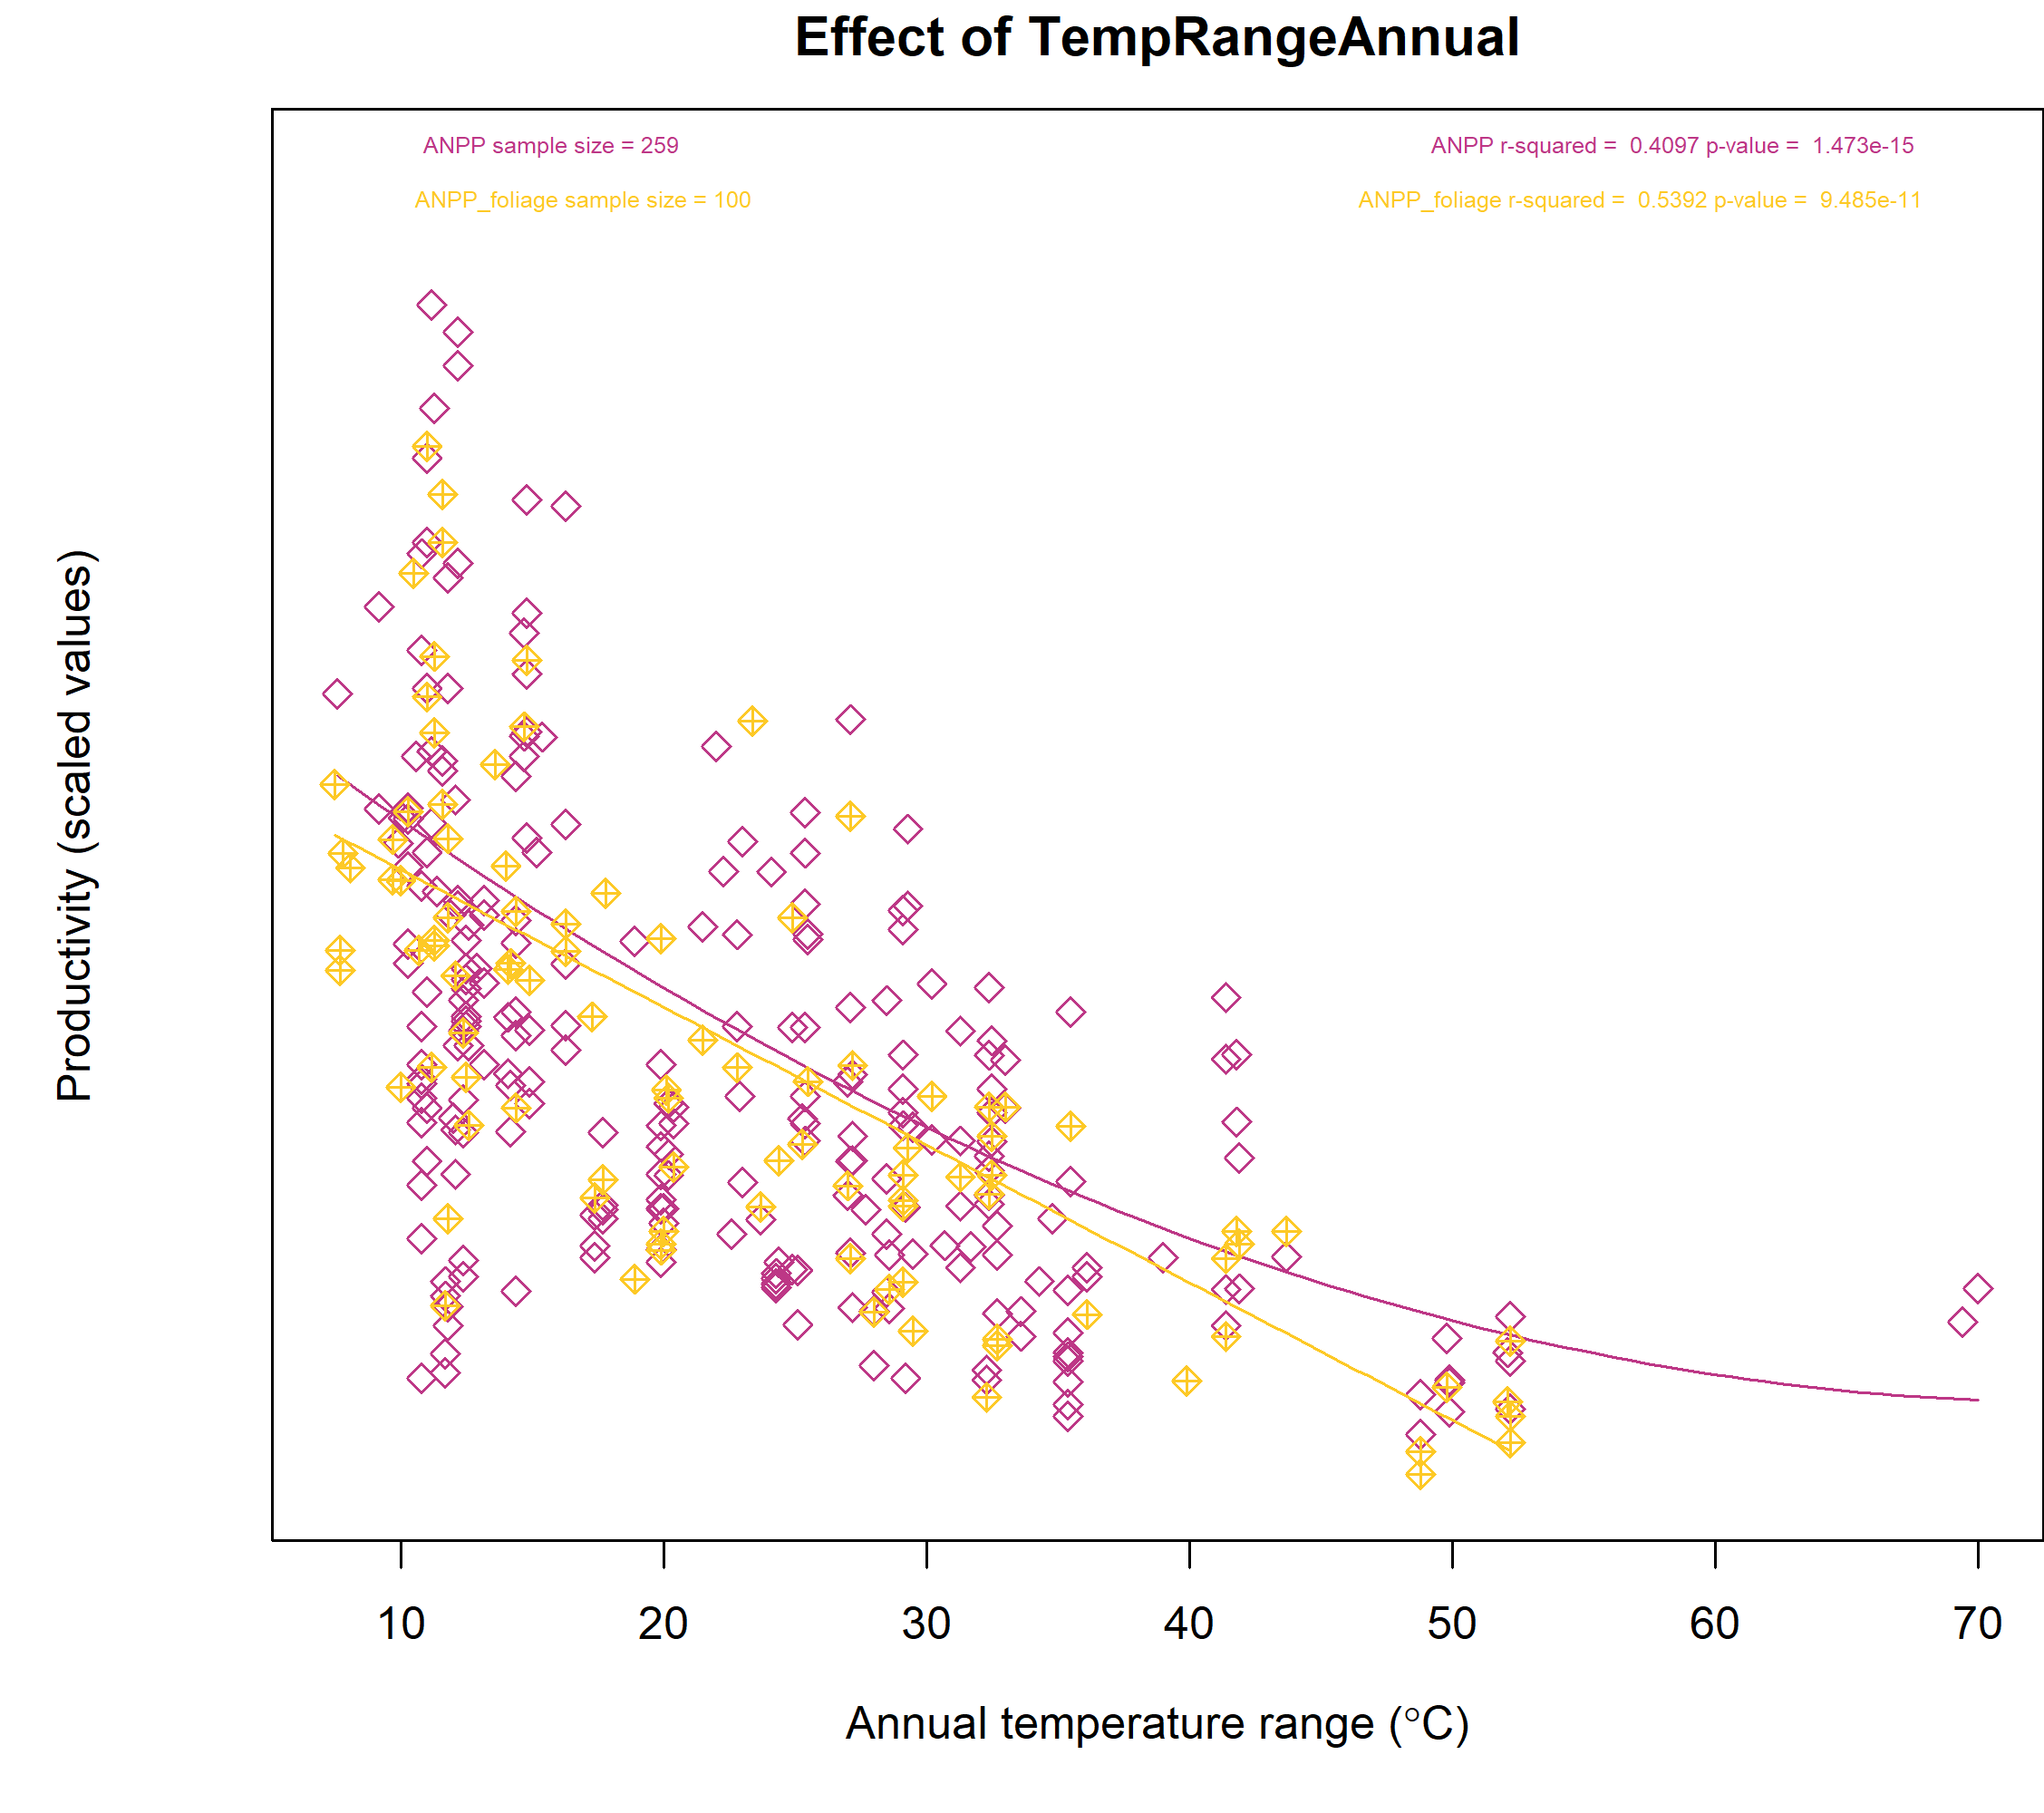 Effect of TempRangeAnnual
ANPP sample size = 259
ANPP r-squared =  0.4097 p-value =  1.473e-15
ANPP_foliage sample size = 100
ANPP_foliage r-squared =  0.5392 p-value =  9.485e-11
Productivity (scaled values)
10 20 30 40 50 60 70
Annual temperature range (°C)